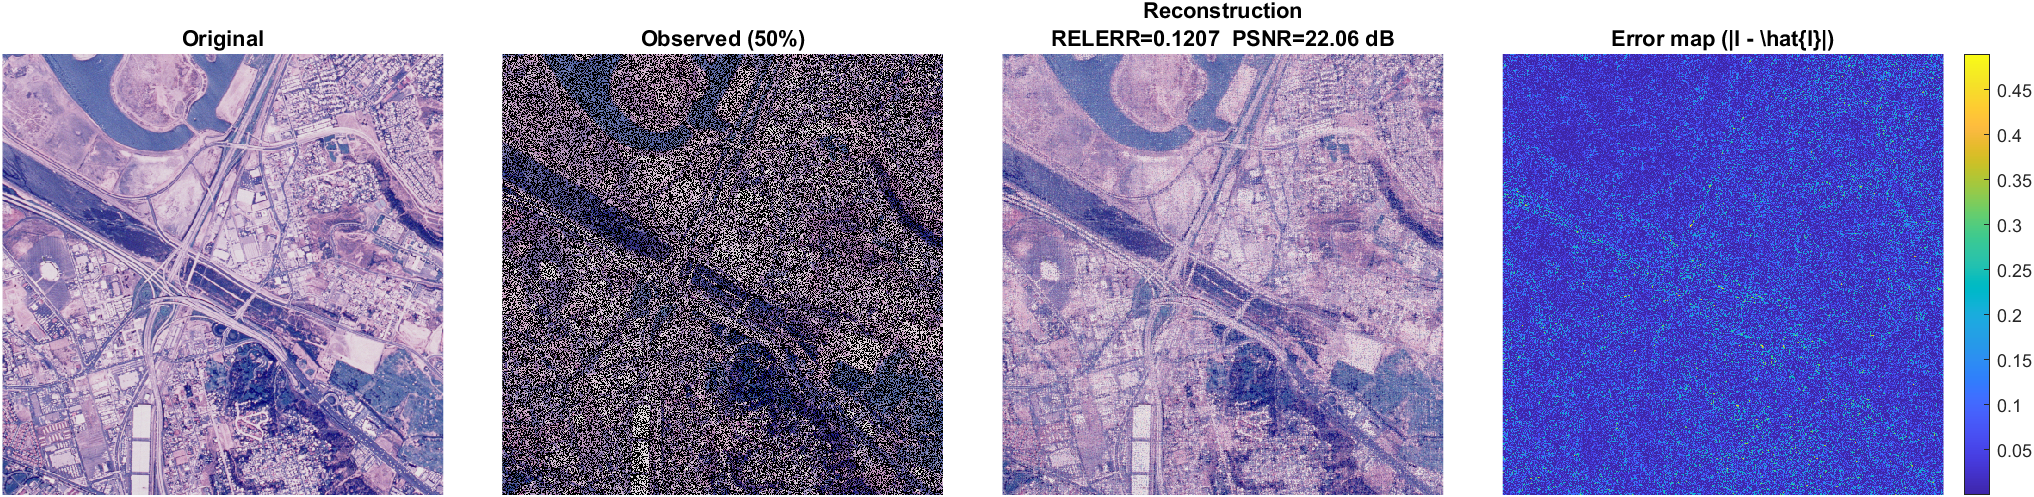 Original
Observed (50%)
Reconstruction
RELERR=0.1207 PSNR=22.06 dB
Error map (|I - \hat{I}|)
0.45
0.4
0.35
0.3
0.25
0.2
0.15
0.1
0.05